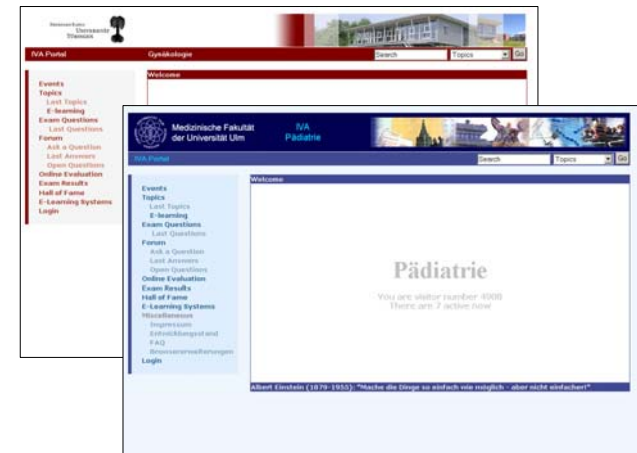 Universität
Tübingen
IVA Portal
Gynäkologie
Search
Topics
Go
Events
Topics
Last Topics
E-learning
Exam Questions
Last Questions
Forum
Ask a Question
Last Answers
Open Questions
Online Evaluation
Exam Results
Hall of Fame
E-Learning Systems
Login
Welcome
Medizinische Fakultät
der Universität Ulm
IVA
Pädiatrie
IVA Portal
Search
Topics
Go
Events
Topics
Last Topics
E-learning
Exam Questions
Last Questions
Forum
Ask a Question
Last Answers
Open Questions
Online Evaluation
Exam Results
Hall of Fame
E-Learning Systems
Miscellaneous
Impressum
FAQ
Browsererweiterungen
Login
Welcome
Pädiatrie
You are visitor number 4908
There are 7 active now
Albert Einstein (1879-1955): "Mache die Dinge so einfach wie möglich - aber nicht einfacher!"